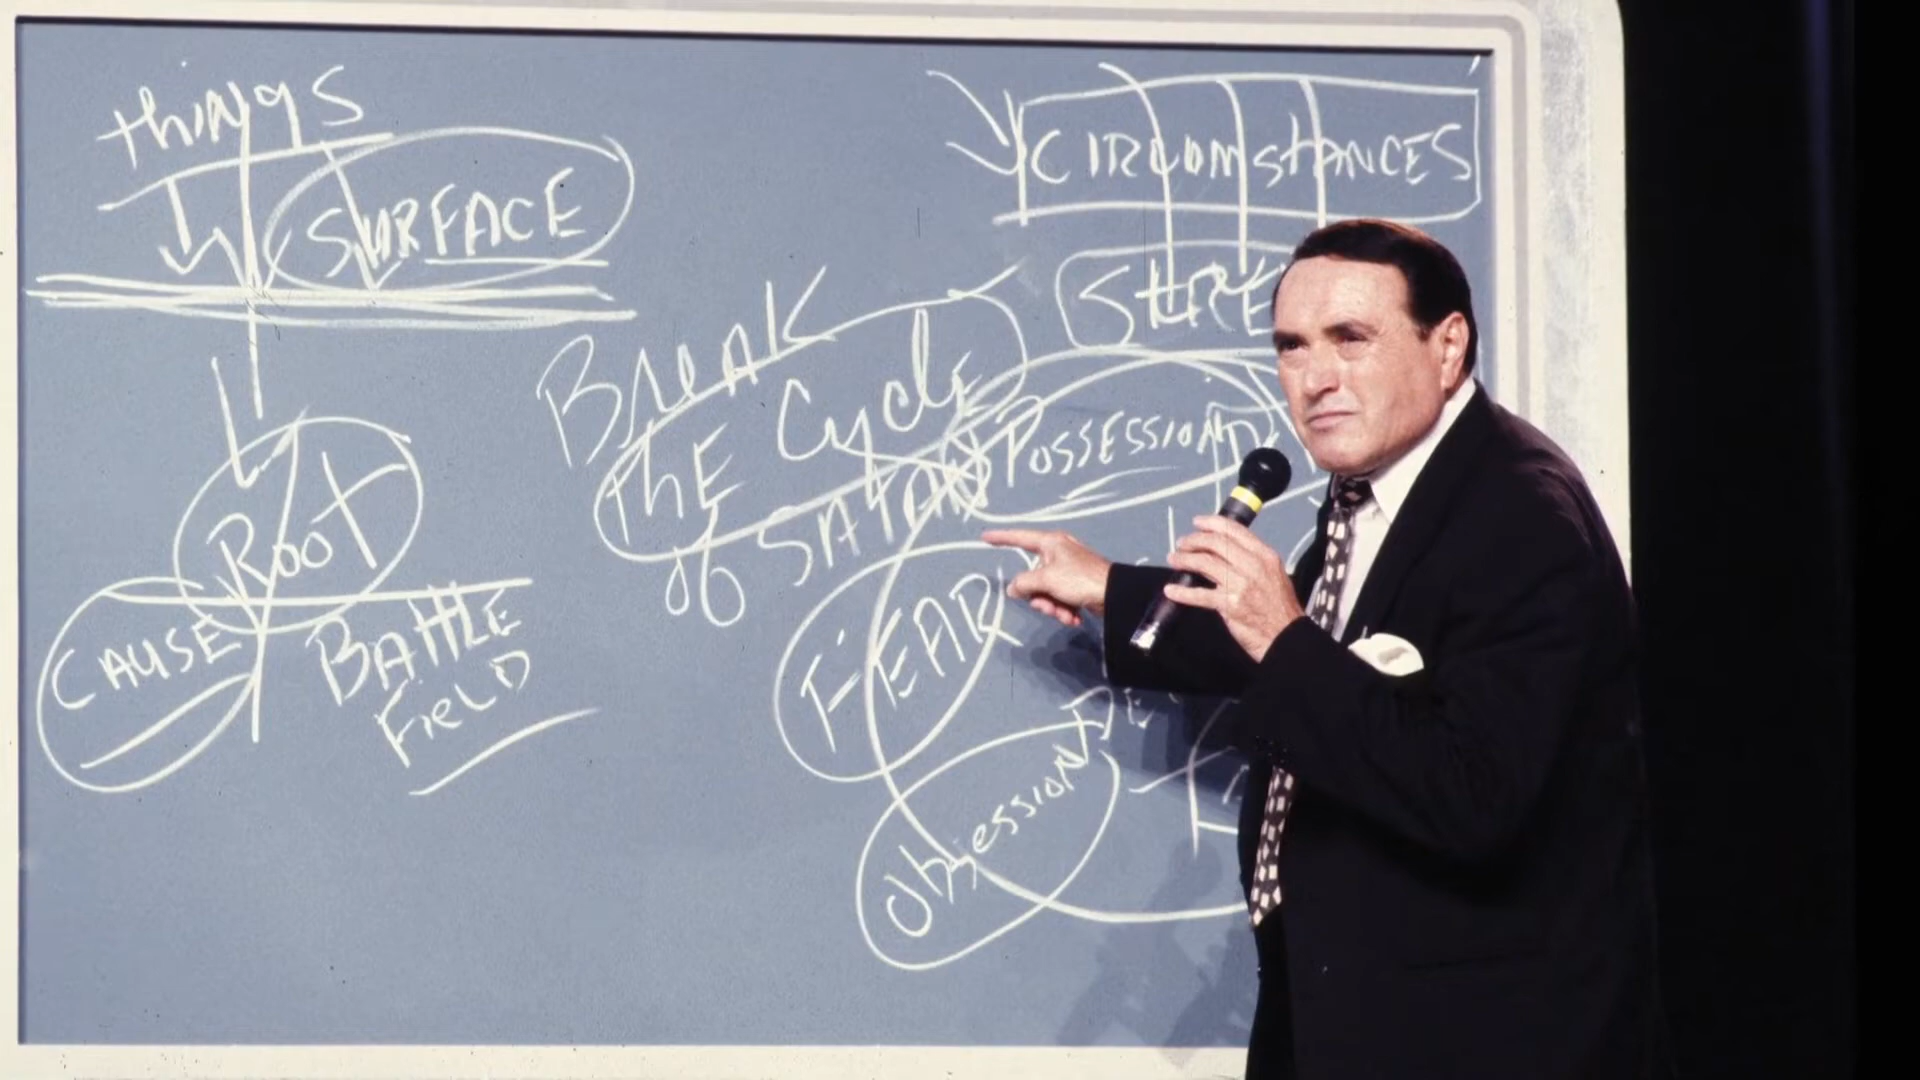 things
SURFACE
ROOT
CAUSE
BATTLE
FIELD
BREAK
THE Cycle
of SATAN
CIRCUMSTANCES
POSSESSION
FEAR
Obsession